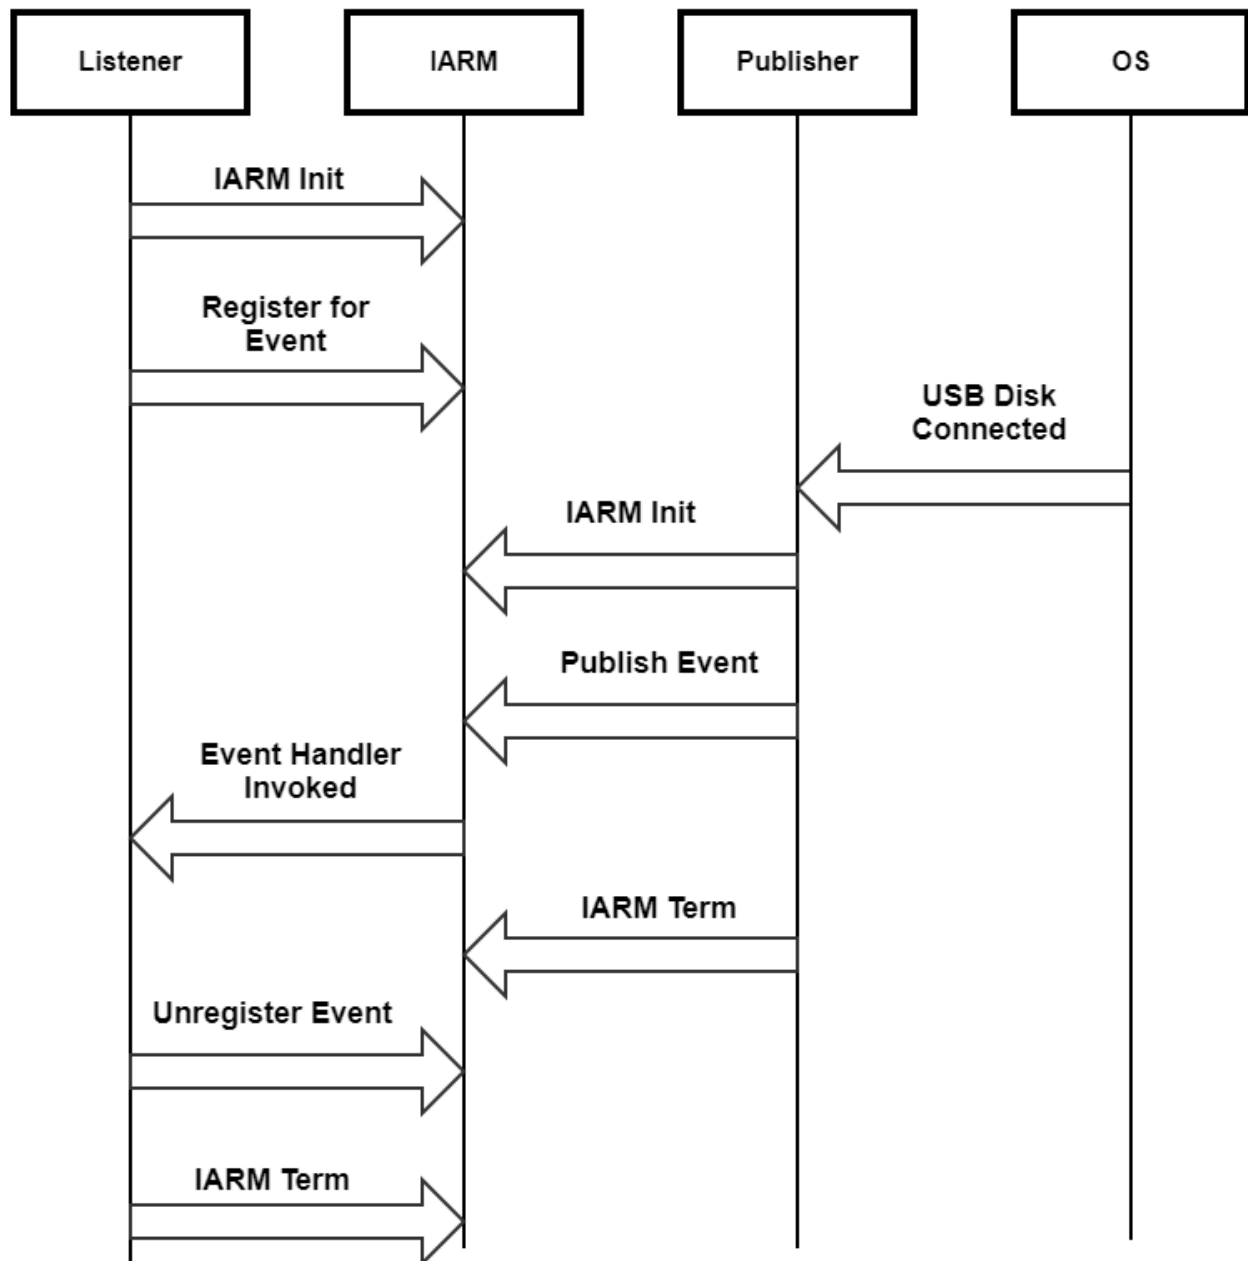 Listener
IARM
Publisher
OS
IARM Init
Register for
Event
USB Disk
Connected
IARM Init
Publish Event
Event Handler
Invoked
IARM Term
Unregister Event
IARM Term